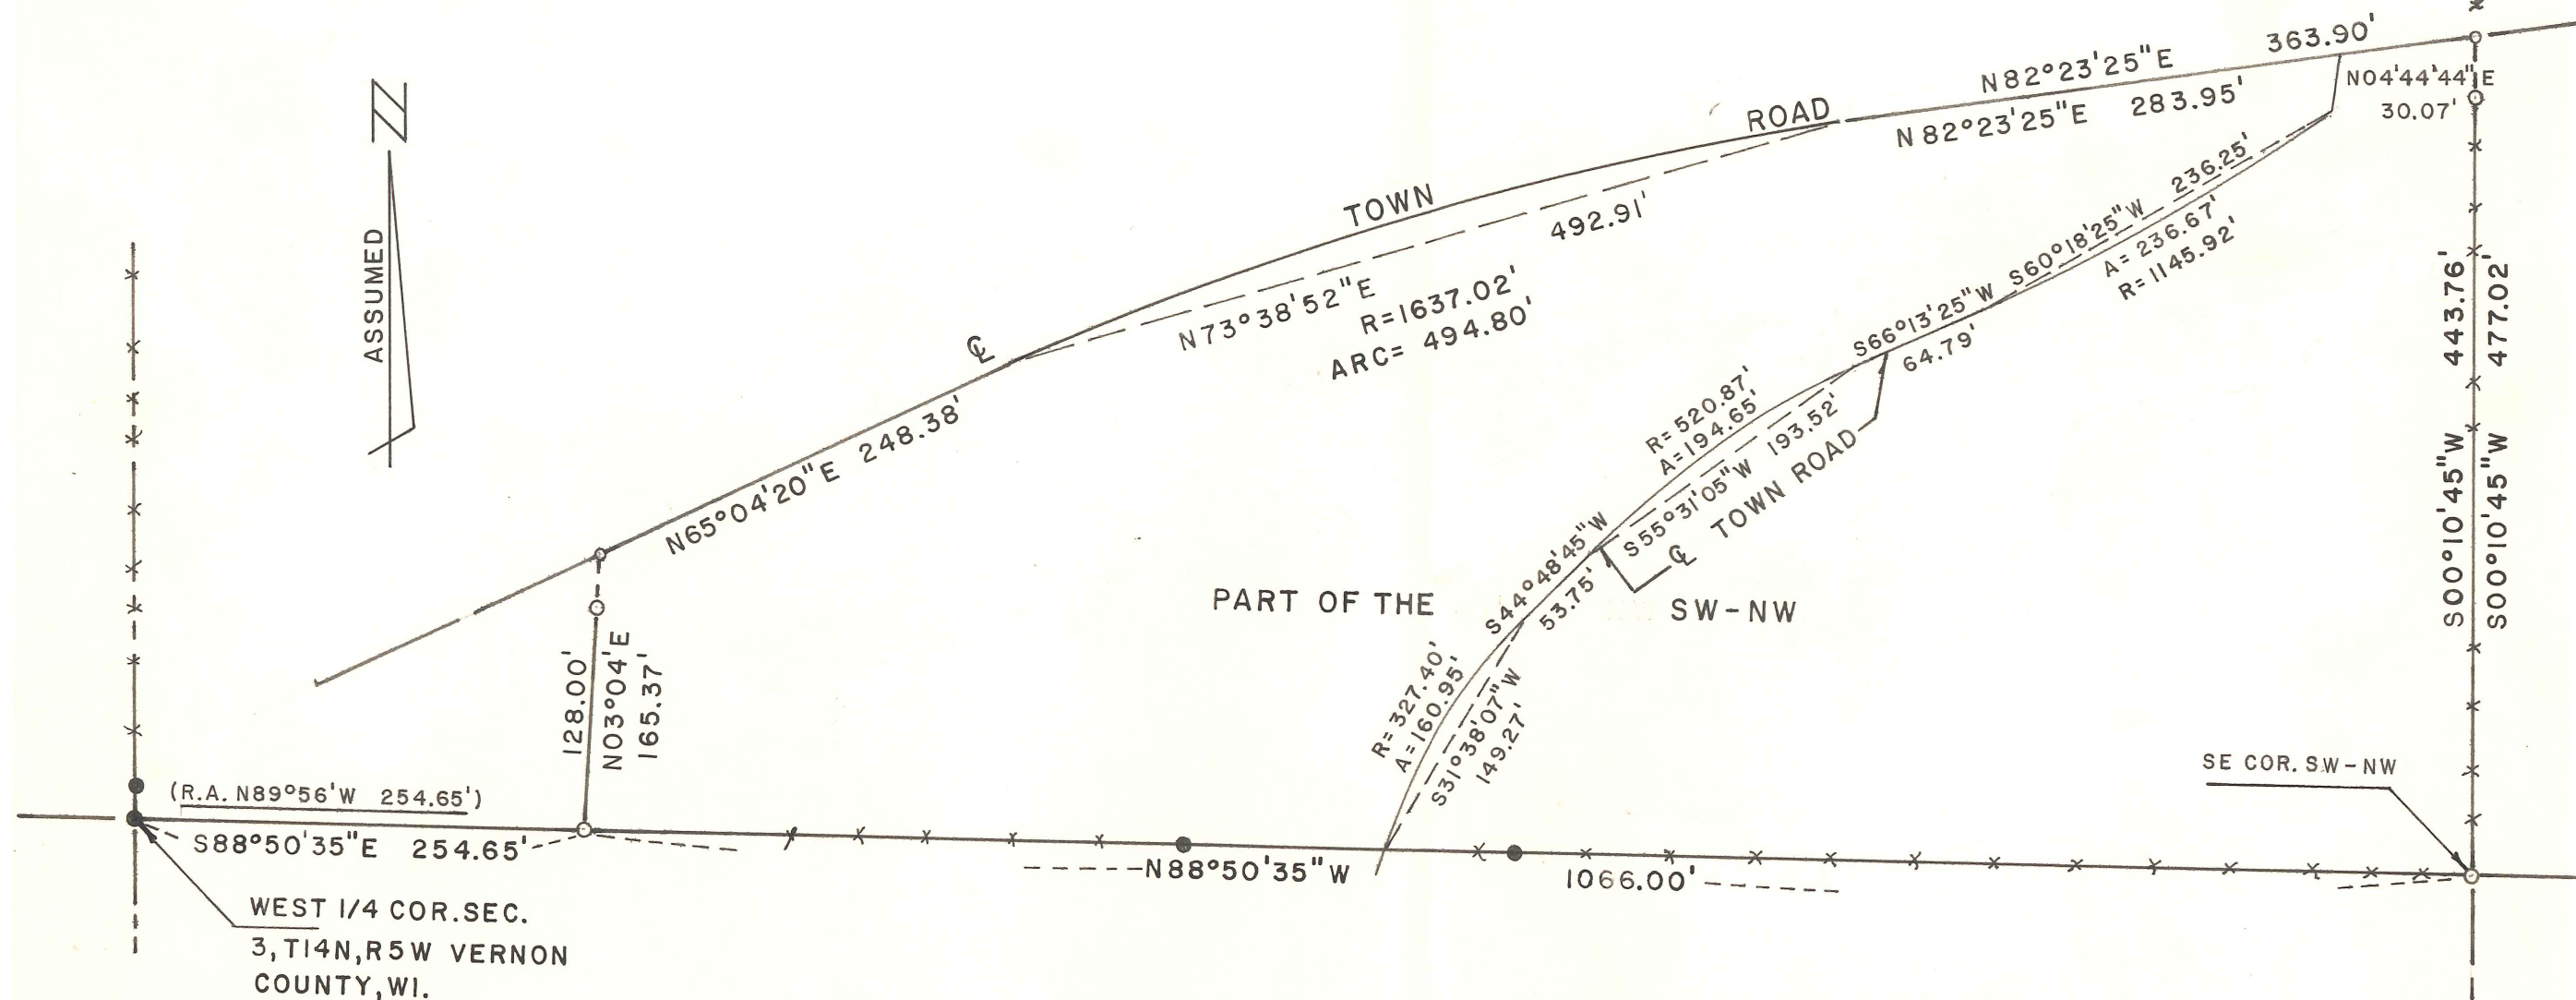 N
ASSUMED
℄
TOWN
ROAD
N82°23'25"E
363.90'
N82°23'25"E 283.95'
N04'44'44"E
30.07'
492.91'
N73°38'52"E
R=1637.02'
ARC= 494.80'
N65°04'20"E 248.38'
S60°18'25"W 236.25'
A= 236.67'
R=1145.92'
S66°13'25"W
64.79'
R= 520.87'
A=194.65'
S55°31'05"W 193.52'
℄ TOWN ROAD
S44°48'45"W
53.75'
R= 327.40'
A=160.95'
S31°38'07"W
149.27'
S00°10'45"W 443.76'
S00°10'45"W 477.02'
PART OF THE
SW-NW
128.00'
N03°04'E
165.37'
(R.A. N89°56'W 254.65')
S88°50'35"E 254.65'
N88°50'35"W
1066.00'
SE COR. SW-NW
WEST 1/4 COR.SEC.
3,T14N,R5W VERNON
COUNTY,WI.